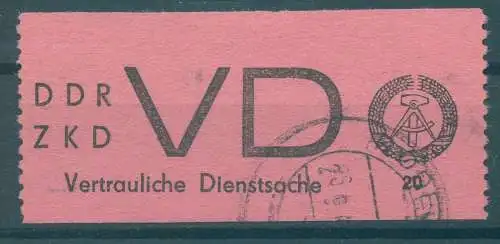 DDR
ZKD
VD
Vertrauliche Dienstsache
20